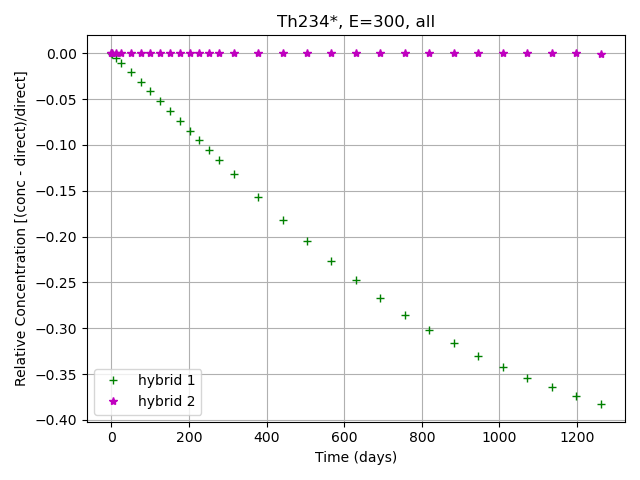 Th234*, E=300, all
Relative Concentration [(conc - direct)/direct]
0.00
−0.05
−0.10
−0.15
−0.20
−0.25
−0.30
−0.35
−0.40
hybrid 1
hybrid 2
0 200 400 600 800 1000 1200
Time (days)